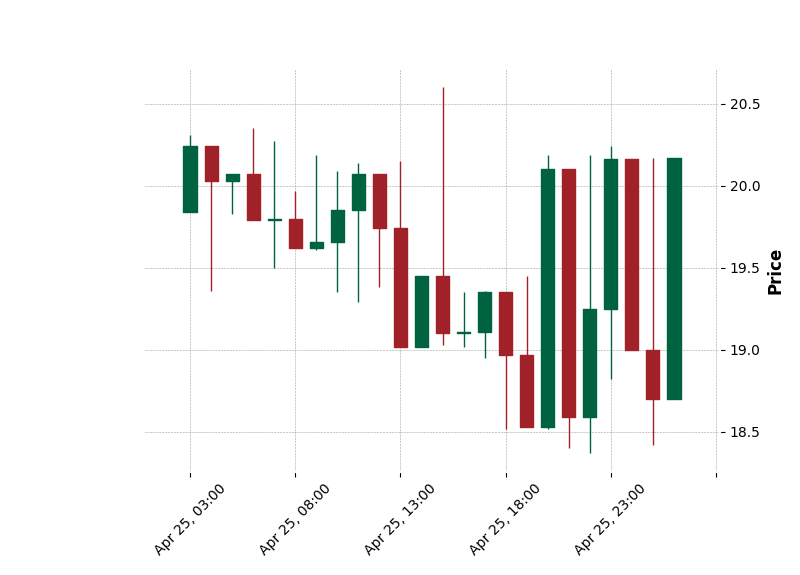 20.5
20.0
19.5
19.0
18.5
Price
Apr 25, 03:00
Apr 25, 08:00
Apr 25, 13:00
Apr 25, 18:00
Apr 25, 23:00